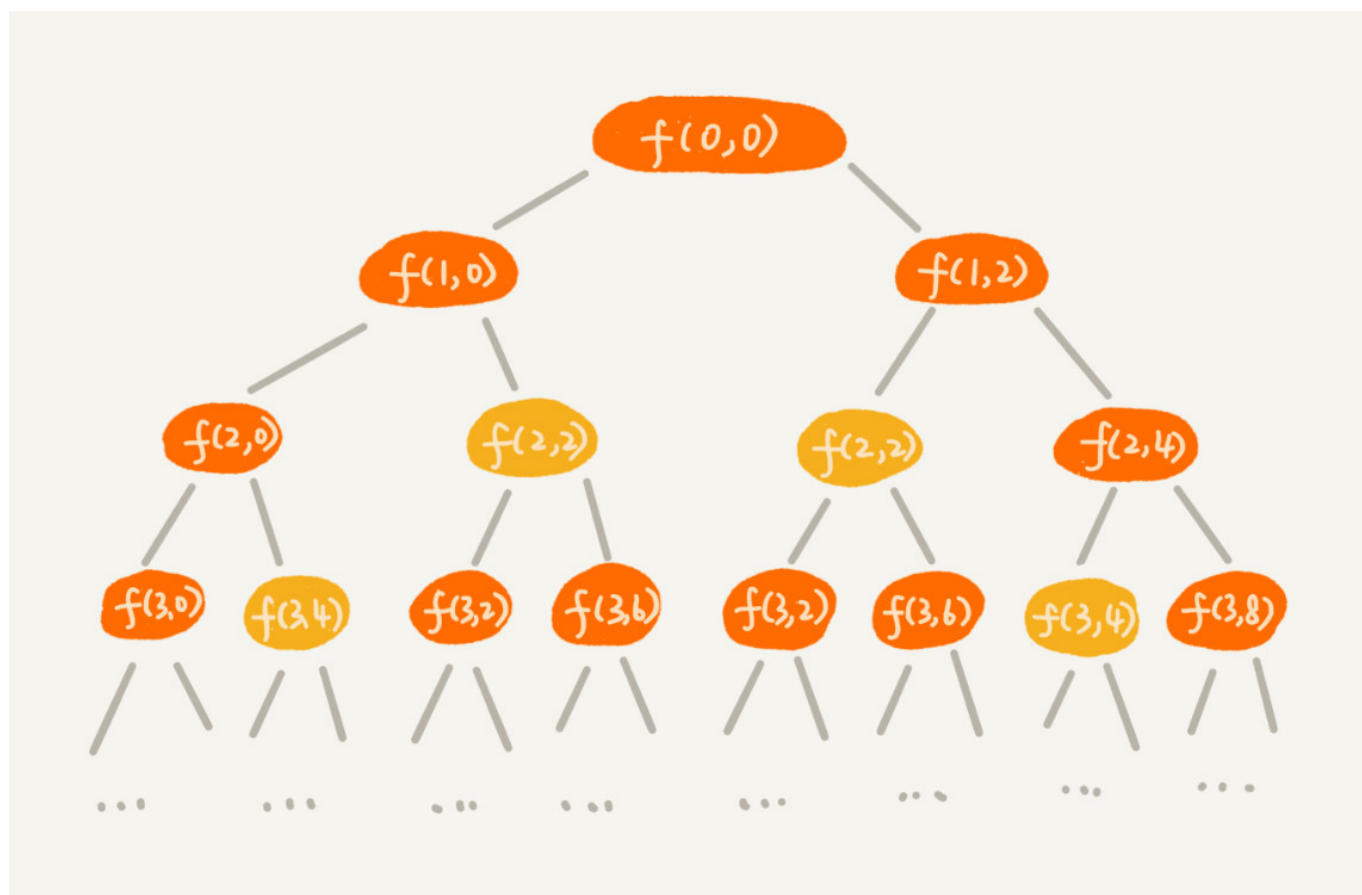 f(0,0)
f(1,0) f(1,2)
f(2,0) f(2,2) f(2,2) f(2,4)
f(3,0) f(3,4) f(3,2) f(3,6) f(3,2) f(3,6) f(3,4) f(3,8)
... ... ... ... ... ... ... ...